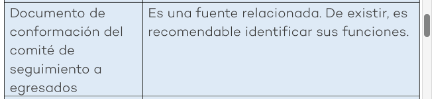 Documento de
conformación del
comité de
seguimiento a
egresados
Es una fuente relacionada. De existir, es
recomendable identificar sus funciones.